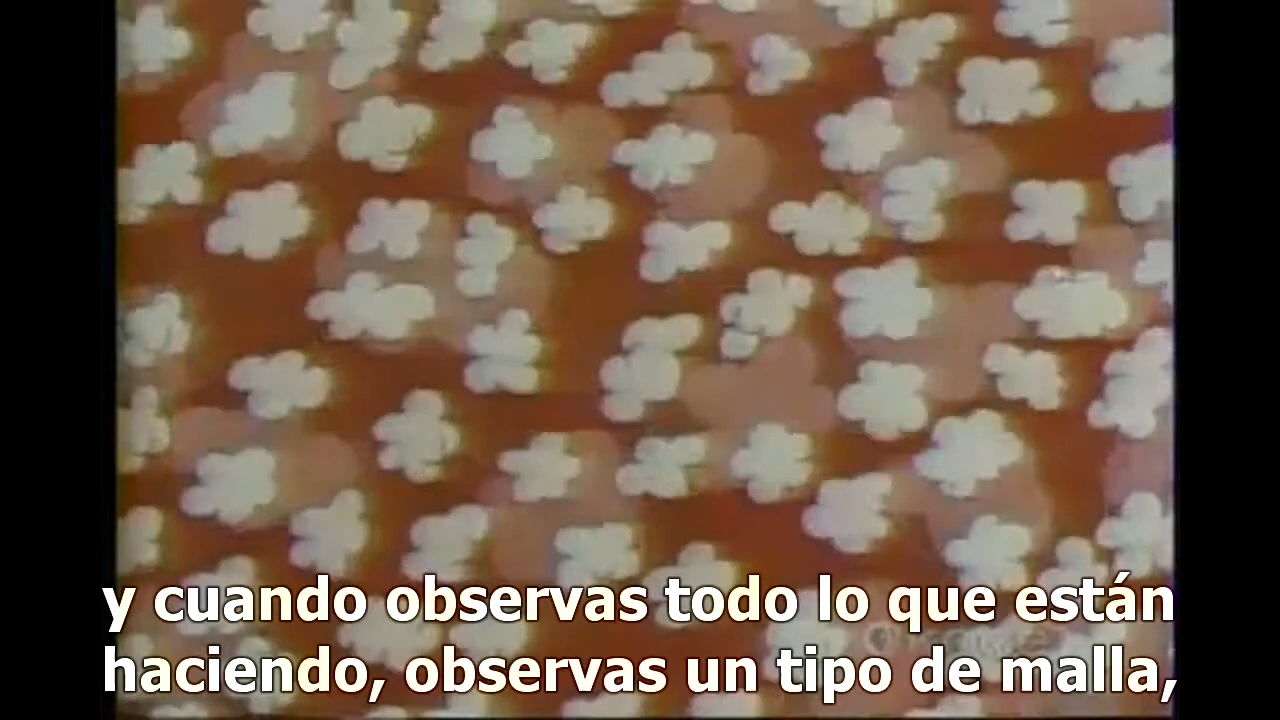 y cuando observas todo lo que están
haciendo, observas un tipo de malla,